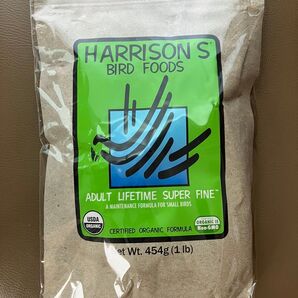 HARRISON'S
BIRD FOODS
ADULT LIFETIME SUPER FINE™
A MAINTENANCE FORMULA FOR SMALL BIRDS
USDA
ORGANIC
ORGANIC IS
Non-GMO
CERTIFIED ORGANIC FORMULA
et Wt. 454g (1 lb)